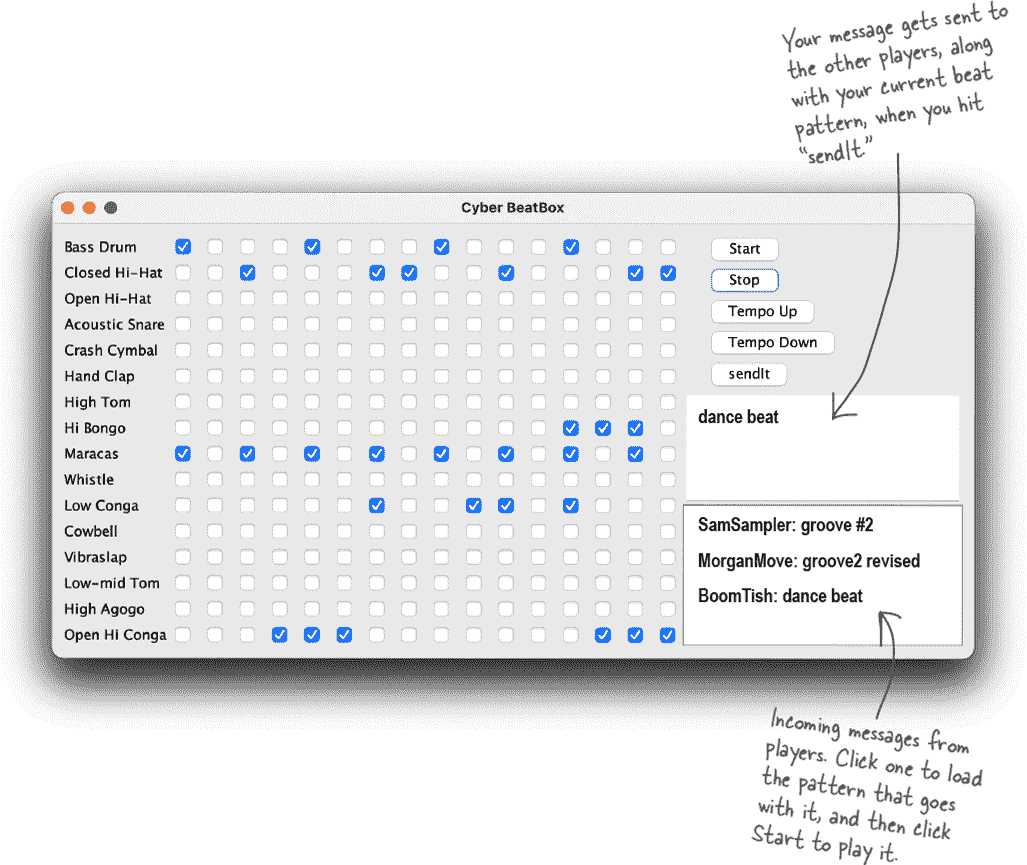 Your message gets sent to
the other players, along
with your current beat
pattern, when you hit
“sendIt.”
Cyber BeatBox
Bass Drum
Closed Hi-Hat
Open Hi-Hat
Acoustic Snare
Crash Cymbal
Hand Clap
High Tom
Hi Bongo
Maracas
Whistle
Low Conga
Cowbell
Vibraslap
Low-mid Tom
High Agogo
Open Hi Conga
Start
Stop
Tempo Up
Tempo Down
sendIt
dance beat
SamSampler: groove #2
MorganMove: groove2 revised
BoomTish: dance beat
Incoming messages from
players. Click one to load
the pattern that goes
with it, and then click
Start to play it.